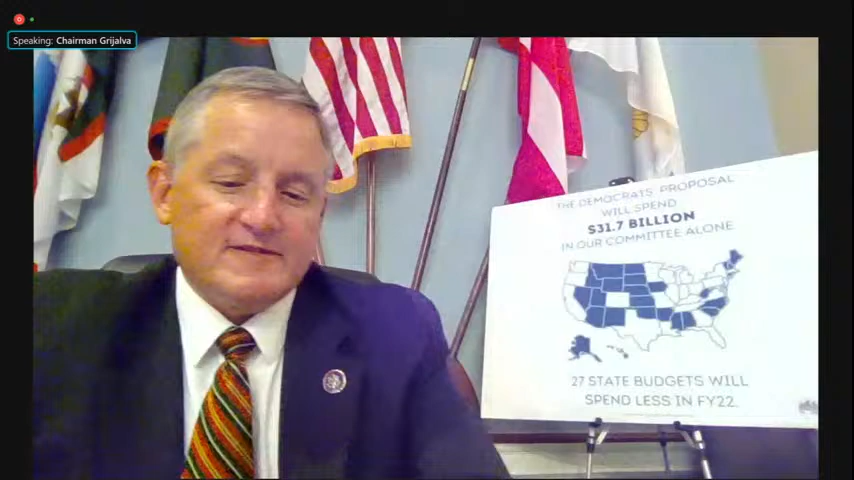 Speaking: Chairman Grijalva
THE DEMOCRATS' PROPOSAL
WILL SPEND
$31.7 BILLION
IN OUR COMMITTEE ALONE
27 STATE BUDGETS WILL
SPEND LESS IN FY22.